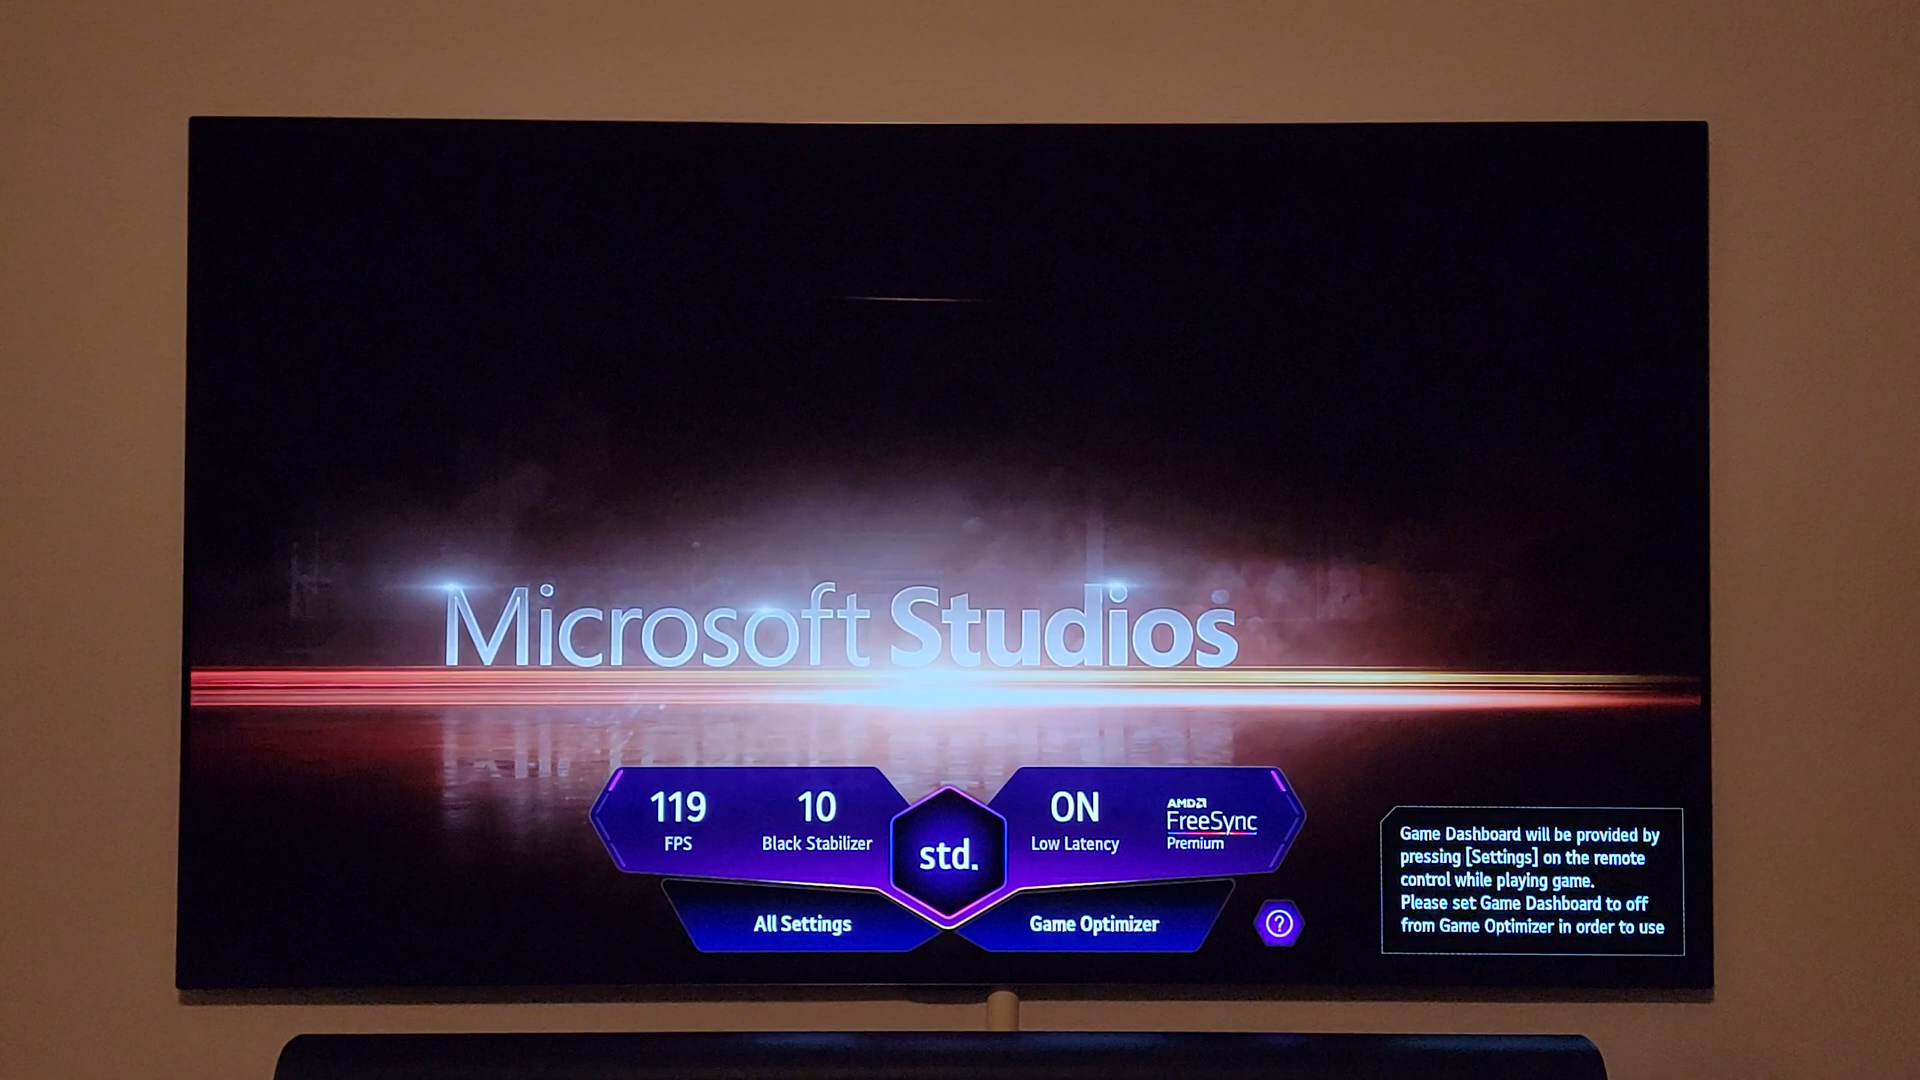 Microsoft Studios
119
FPS
10
Black Stabilizer
std.
ON
Low Latency
AMD
FreeSync
Premium
All Settings
Game Optimizer
?
Game Dashboard will be provided by
pressing [Settings] on the remote
control while playing game.
Please set Game Dashboard to off
from Game Optimizer in order to use